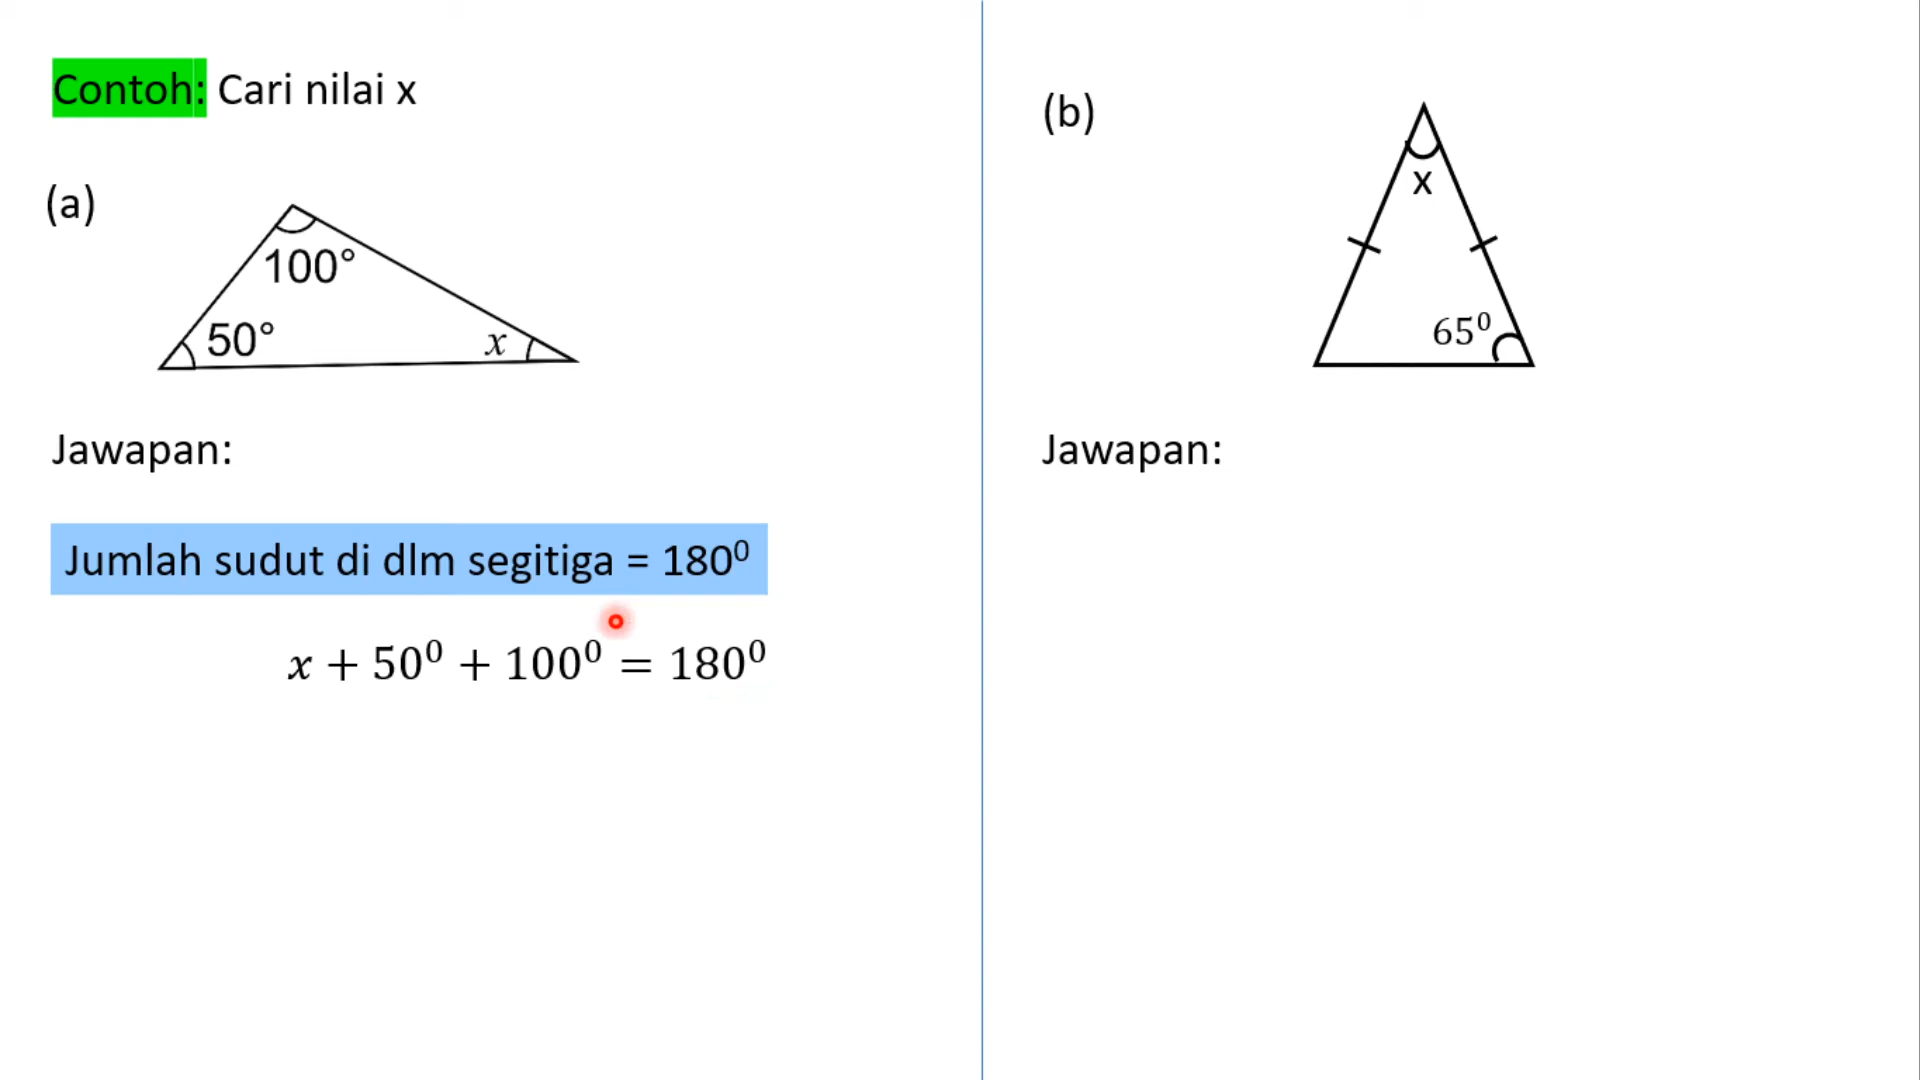 Contoh: Cari nilai x
(a)
100°
50°
x
Jawapan:
Jumlah sudut di dlm segitiga = 180⁰
x + 50⁰ + 100⁰ = 180⁰
(b)
x
65⁰
Jawapan: